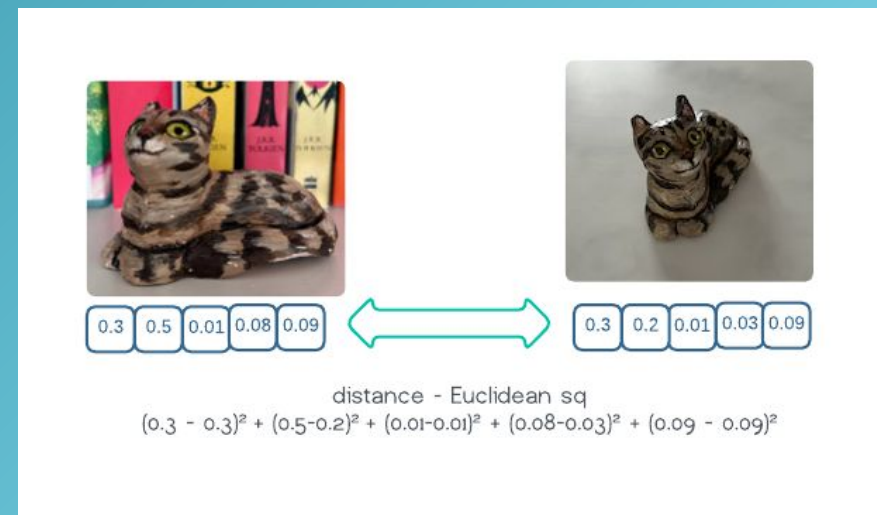 J.R.R.
TOLKIEN
0.3 0.5 0.01 0.08 0.09
0.3 0.2 0.01 0.03 0.09
distance - Euclidean sq
(0.3 - 0.3)² + (0.5-0.2)² + (0.01-0.01)² + (0.08-0.03)² + (0.09 - 0.09)²